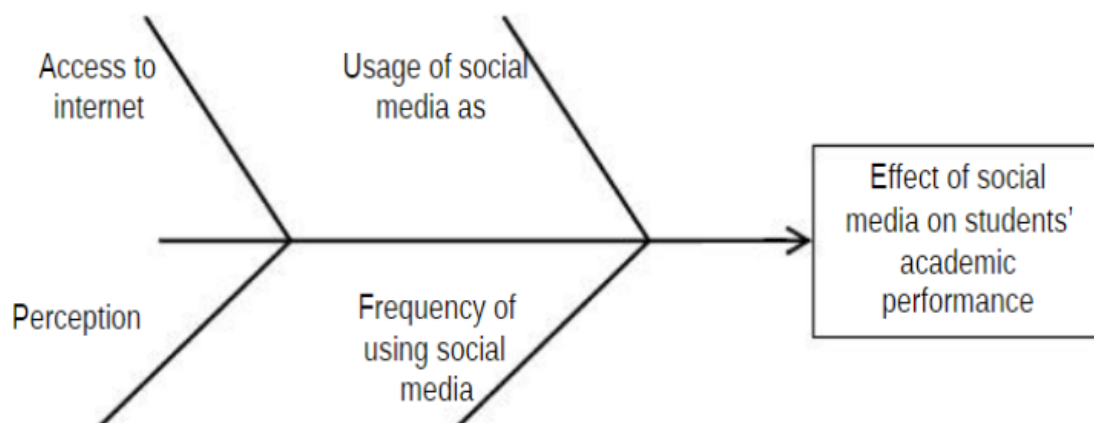 Access to
internet
Usage of social
media as
Effect of social
media on students’
academic
performance
Perception
Frequency of
using social
media